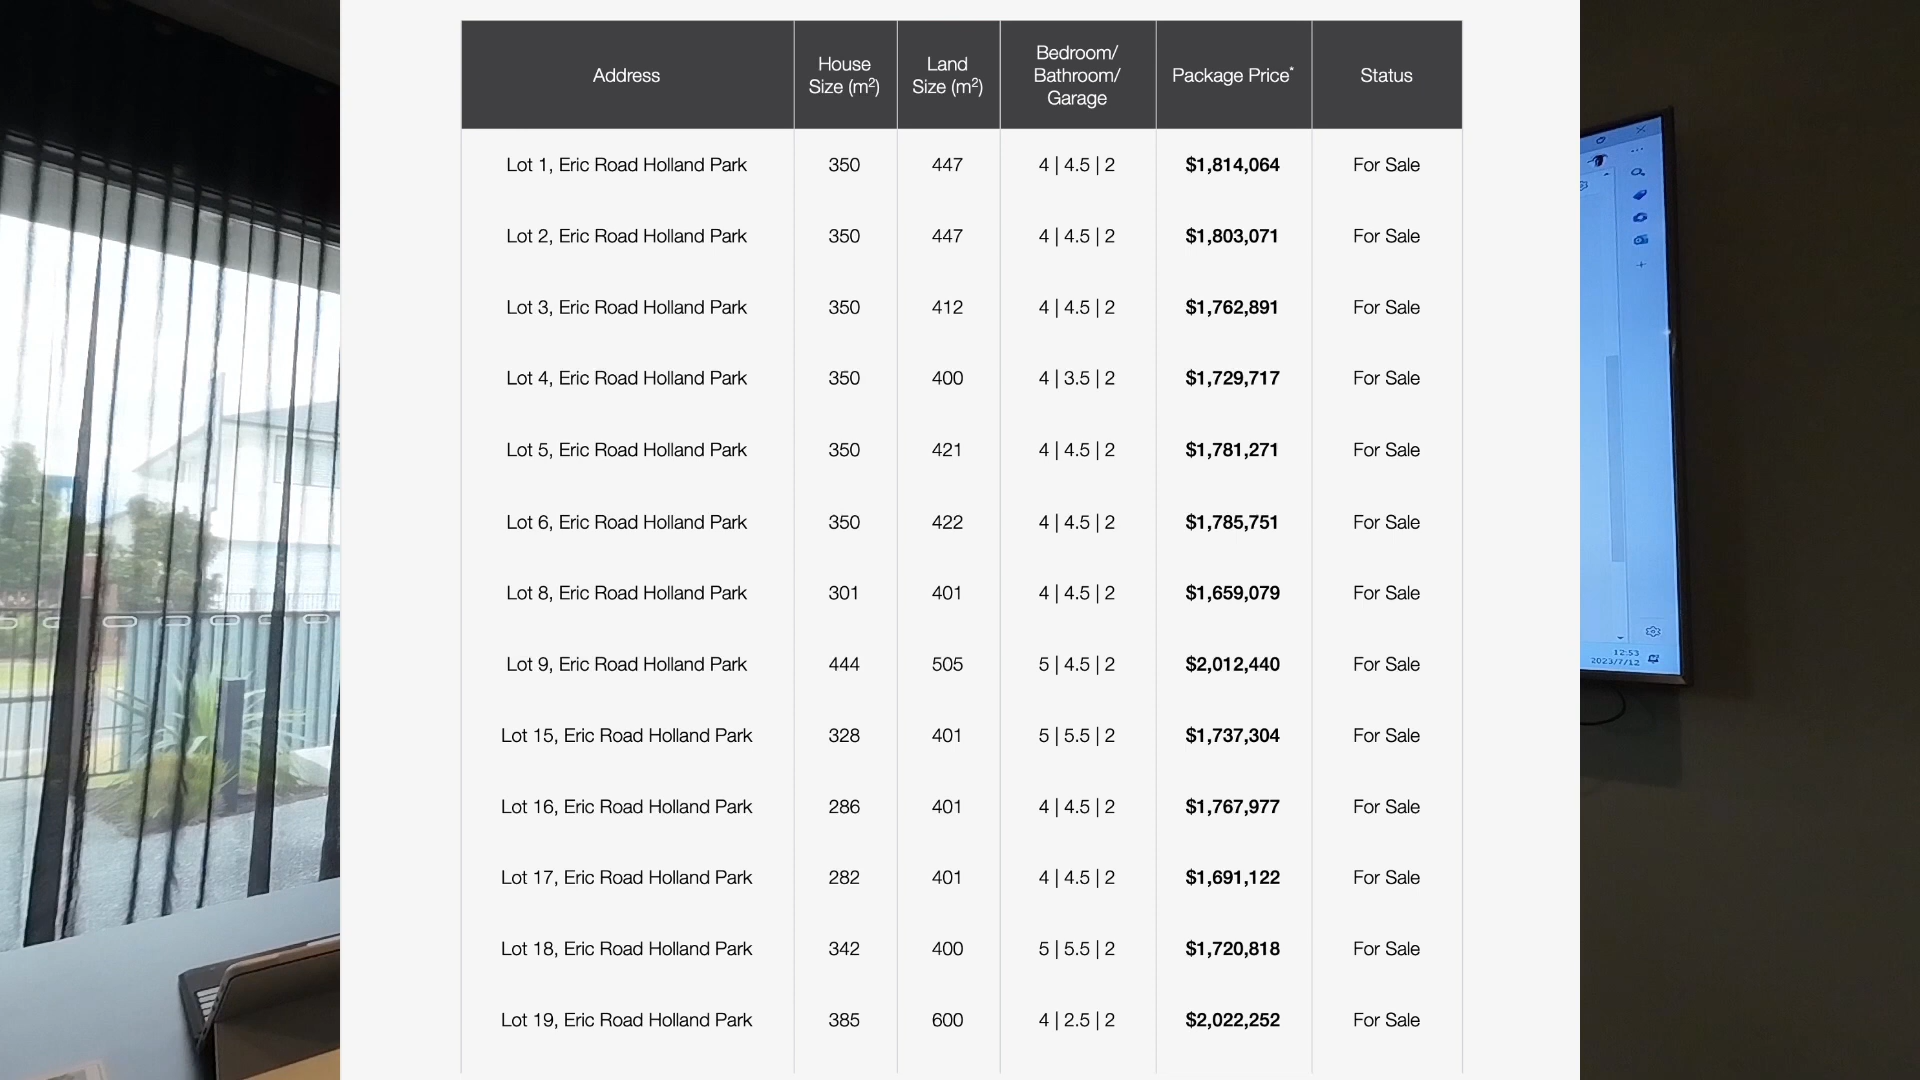 Address
House
Size (m²)
Land
Size (m²)
Bedroom/
Bathroom/
Garage
Package Price*
Status
Lot 1, Eric Road Holland Park 350 447 4 | 4.5 | 2 $1,814,064 For Sale
Lot 2, Eric Road Holland Park 350 447 4 | 4.5 | 2 $1,803,071 For Sale
Lot 3, Eric Road Holland Park 350 412 4 | 4.5 | 2 $1,762,891 For Sale
Lot 4, Eric Road Holland Park 350 400 4 | 3.5 | 2 $1,729,717 For Sale
Lot 5, Eric Road Holland Park 350 421 4 | 4.5 | 2 $1,781,271 For Sale
Lot 6, Eric Road Holland Park 350 422 4 | 4.5 | 2 $1,785,751 For Sale
Lot 8, Eric Road Holland Park 301 401 4 | 4.5 | 2 $1,659,079 For Sale
Lot 9, Eric Road Holland Park 444 505 5 | 4.5 | 2 $2,012,440 For Sale
Lot 15, Eric Road Holland Park 328 401 5 | 5.5 | 2 $1,737,304 For Sale
Lot 16, Eric Road Holland Park 286 401 4 | 4.5 | 2 $1,767,977 For Sale
Lot 17, Eric Road Holland Park 282 401 4 | 4.5 | 2 $1,691,122 For Sale
Lot 18, Eric Road Holland Park 342 400 5 | 5.5 | 2 $1,720,818 For Sale
Lot 19, Eric Road Holland Park 385 600 4 | 2.5 | 2 $2,022,252 For Sale
12:53
2023/7/12